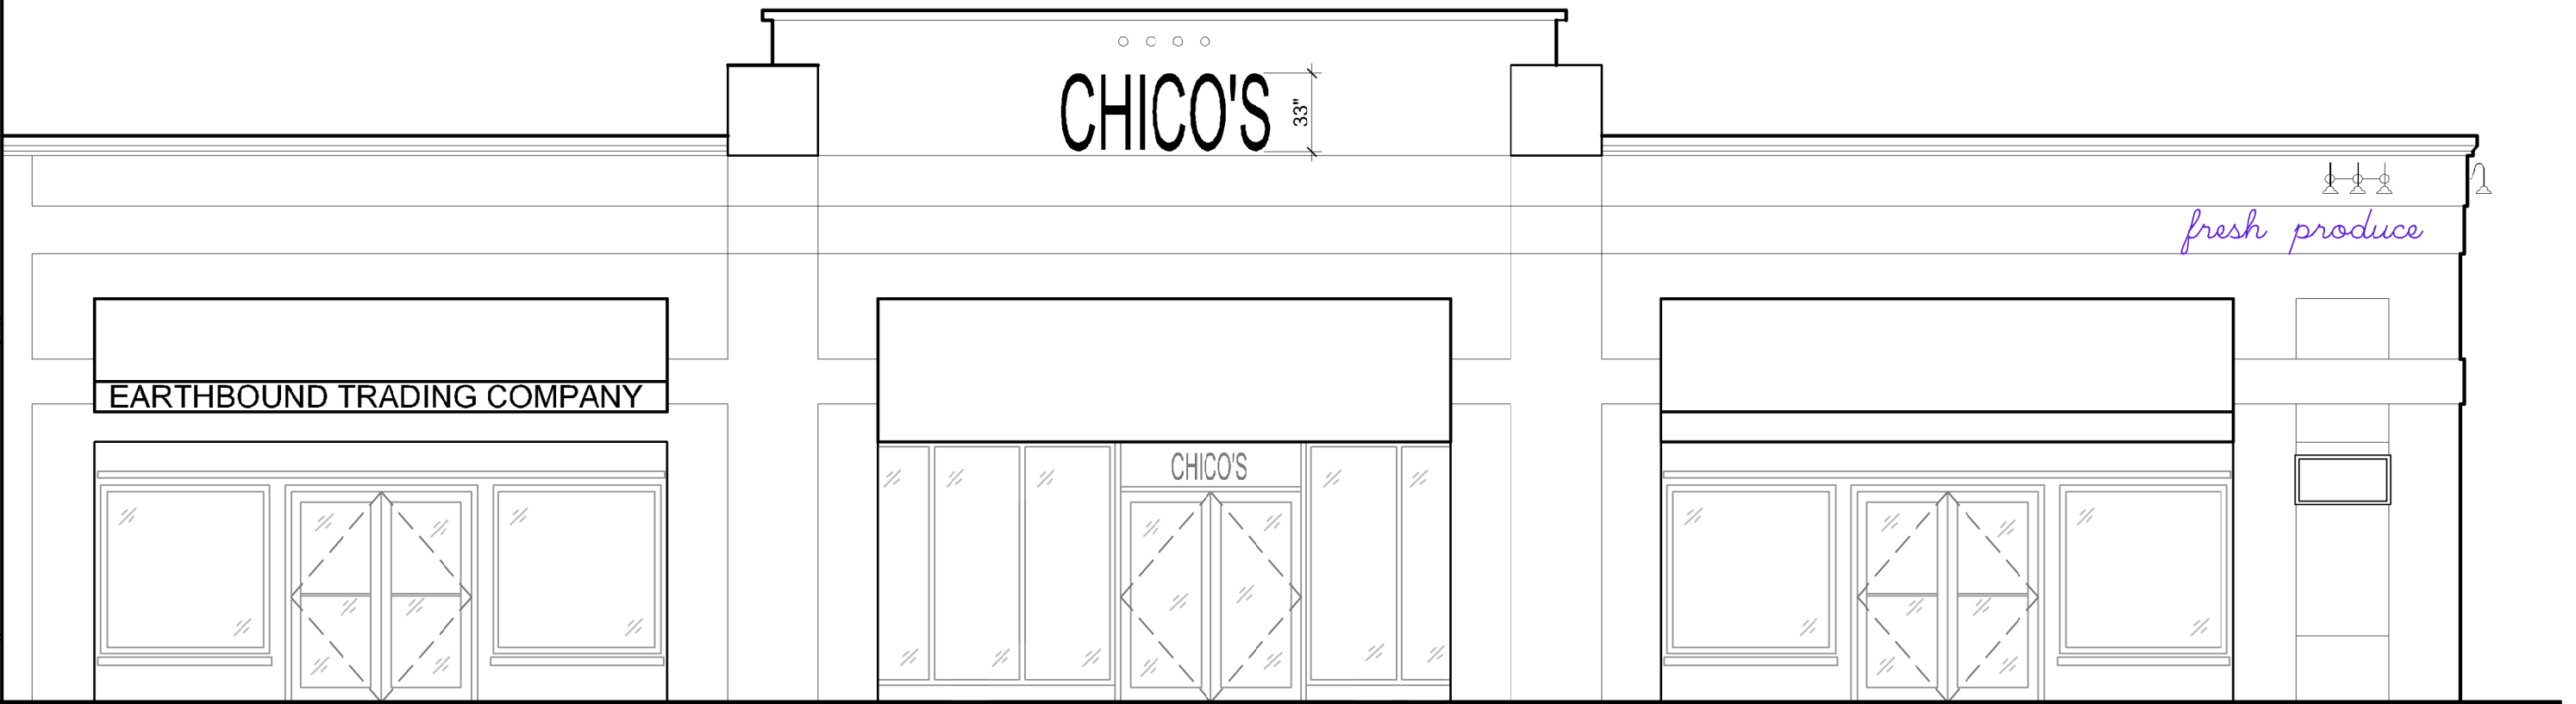 CHICO'S
33"
fresh produce
EARTHBOUND TRADING COMPANY
CHICO'S